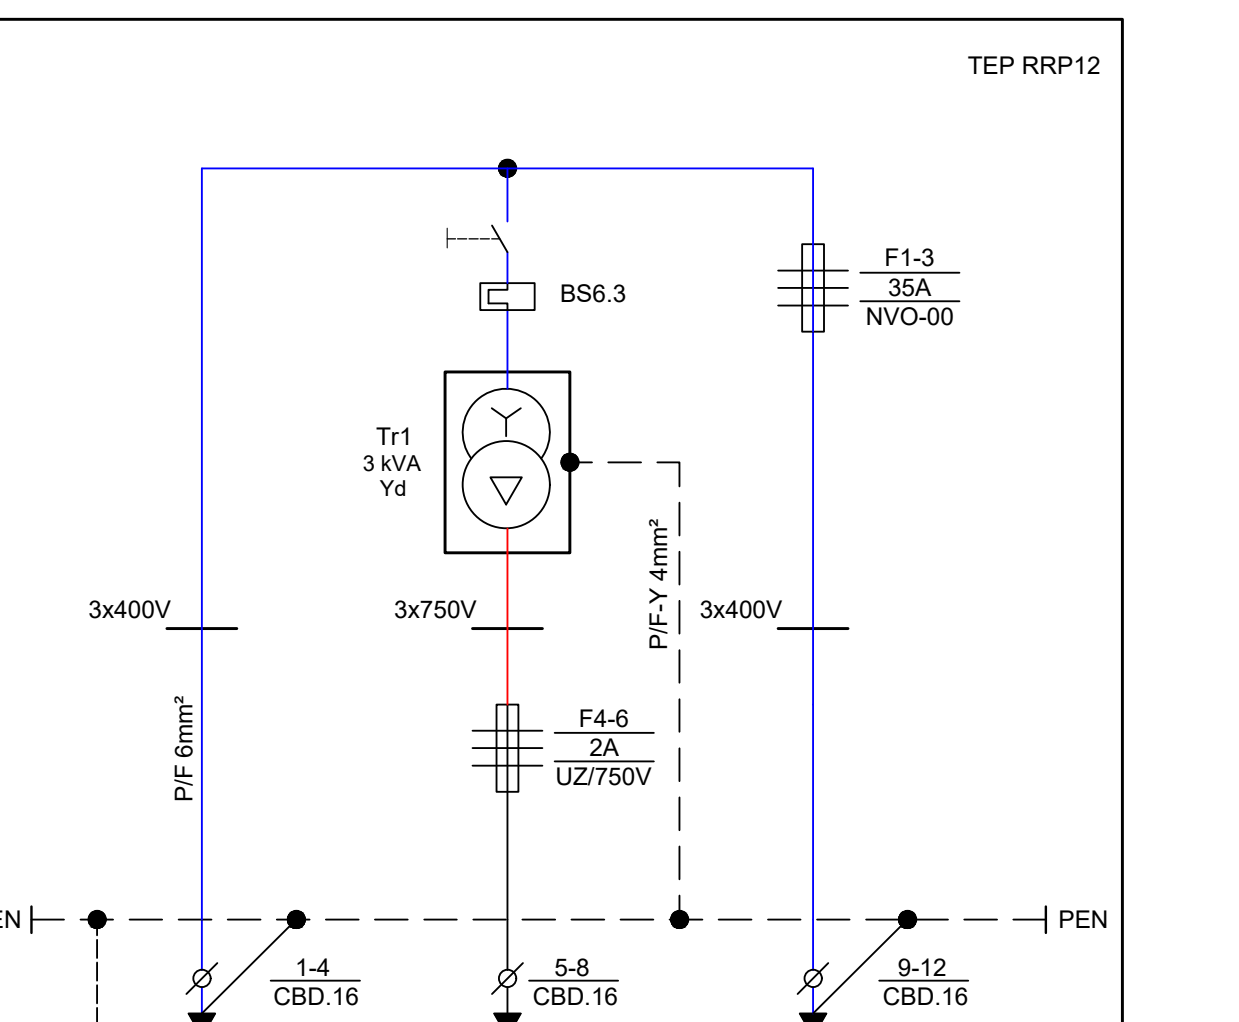 TEP RRP12
F1-3
35A
NVO-00
BS6.3
Tr1
3 kVA
Yd
P/F-Y 4mm²
3x400V
3x750V
3x400V
P/F 6mm²
F4-6
2A
UZ/750V
EN
PEN
1-4
CBD.16
5-8
CBD.16
9-12
CBD.16